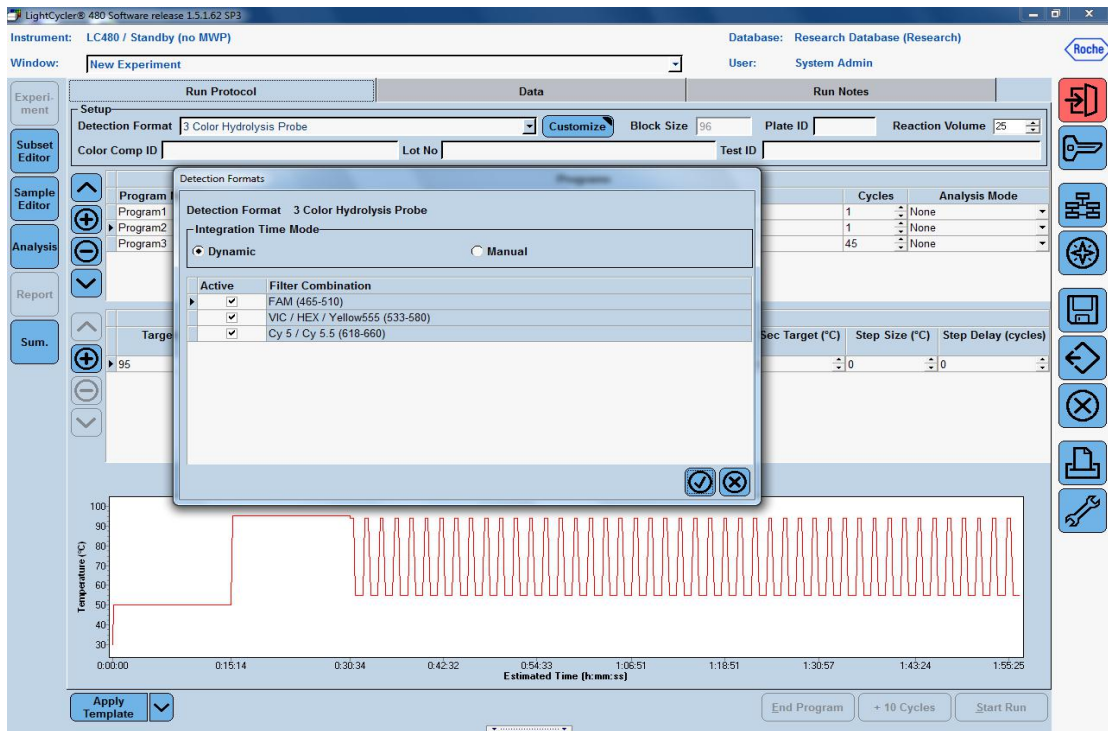 LightCycler® 480 Software release 1.5.1.62 SP3
Instrument: LC480 / Standby (no MWP) Database: Research Database (Research)
Roche
Window: New Experiment User: System Admin
Experi-
ment
Run Protocol Data Run Notes
Setup
Detection Format 3 Color Hydrolysis Probe Customize Block Size 96 Plate ID Reaction Volume 25
Color Comp ID Lot No Test ID
Subset
Editor
Detection Formats Programs
Sample
Editor
Program Cycles Analysis Mode
Detection Format 3 Color Hydrolysis Probe
Program1 1 None
Program2 1 None
Program3 45 None
Integration Time Mode
Dynamic Manual
Analysis
Active Filter Combination
FAM (465-510)
VIC / HEX / Yellow555 (533-580)
Cy 5 / Cy 5.5 (618-660)
Report
Sum.
Targe Sec Target (°C) Step Size (°C) Step Delay (cycles)
95 0 0
100
90
80
70
60
50
40
30
Temperature (°C)
0:00:00 0:15:14 0:30:34 0:42:32 0:54:33 1:06:51 1:18:51 1:30:57 1:43:24 1:55:25
Estimated Time (h:mm:ss)
Apply
Template
End Program + 10 Cycles Start Run